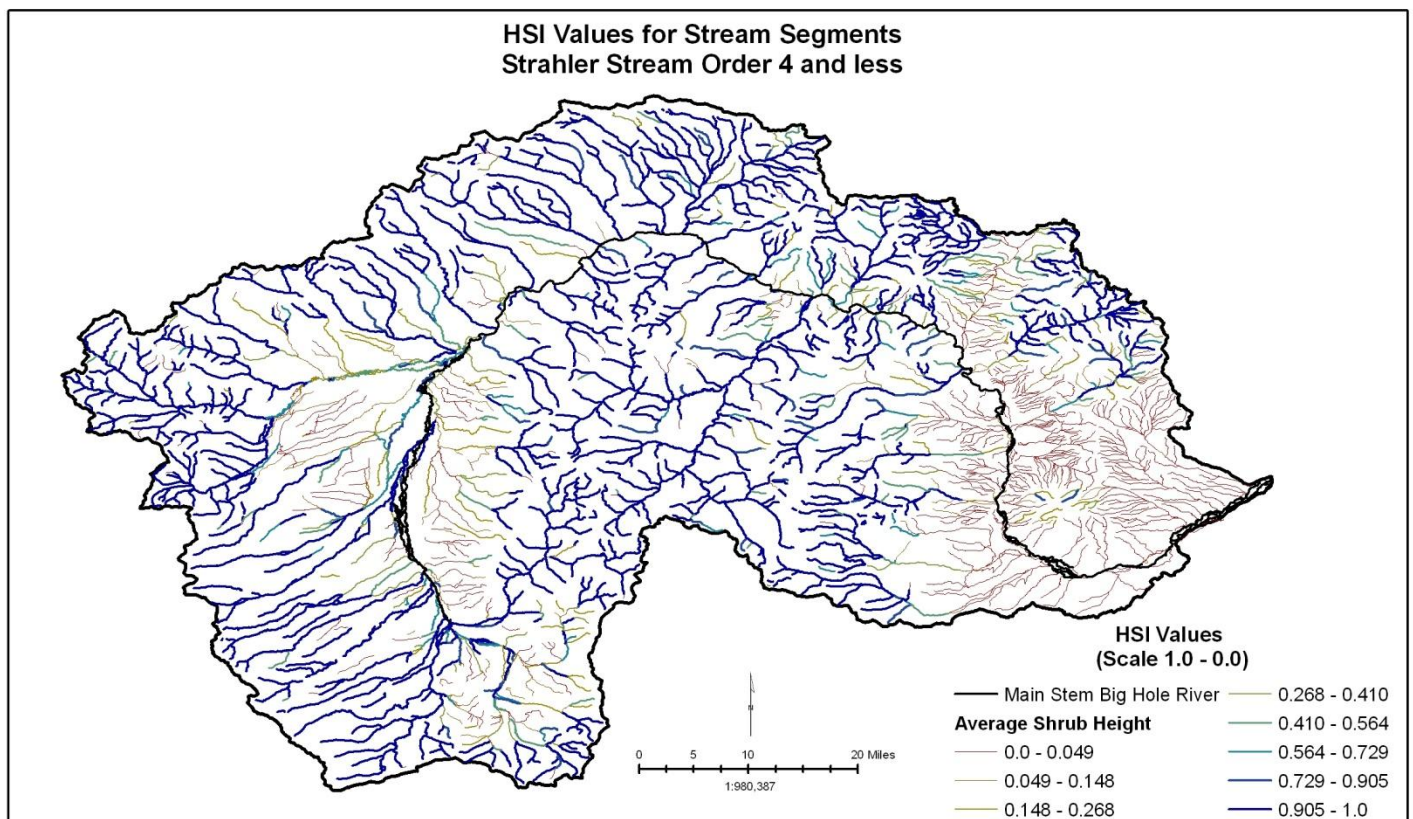 HSI Values for Stream Segments
Strahler Stream Order 4 and less
HSI Values
(Scale 1.0 - 0.0)
Main Stem Big Hole River
Average Shrub Height
0.0 - 0.049
0.049 - 0.148
0.148 - 0.268
0.268 - 0.410
0.410 - 0.564
0.564 - 0.729
0.729 - 0.905
0.905 - 1.0
N
0 5 10 20 Miles
1:980,387